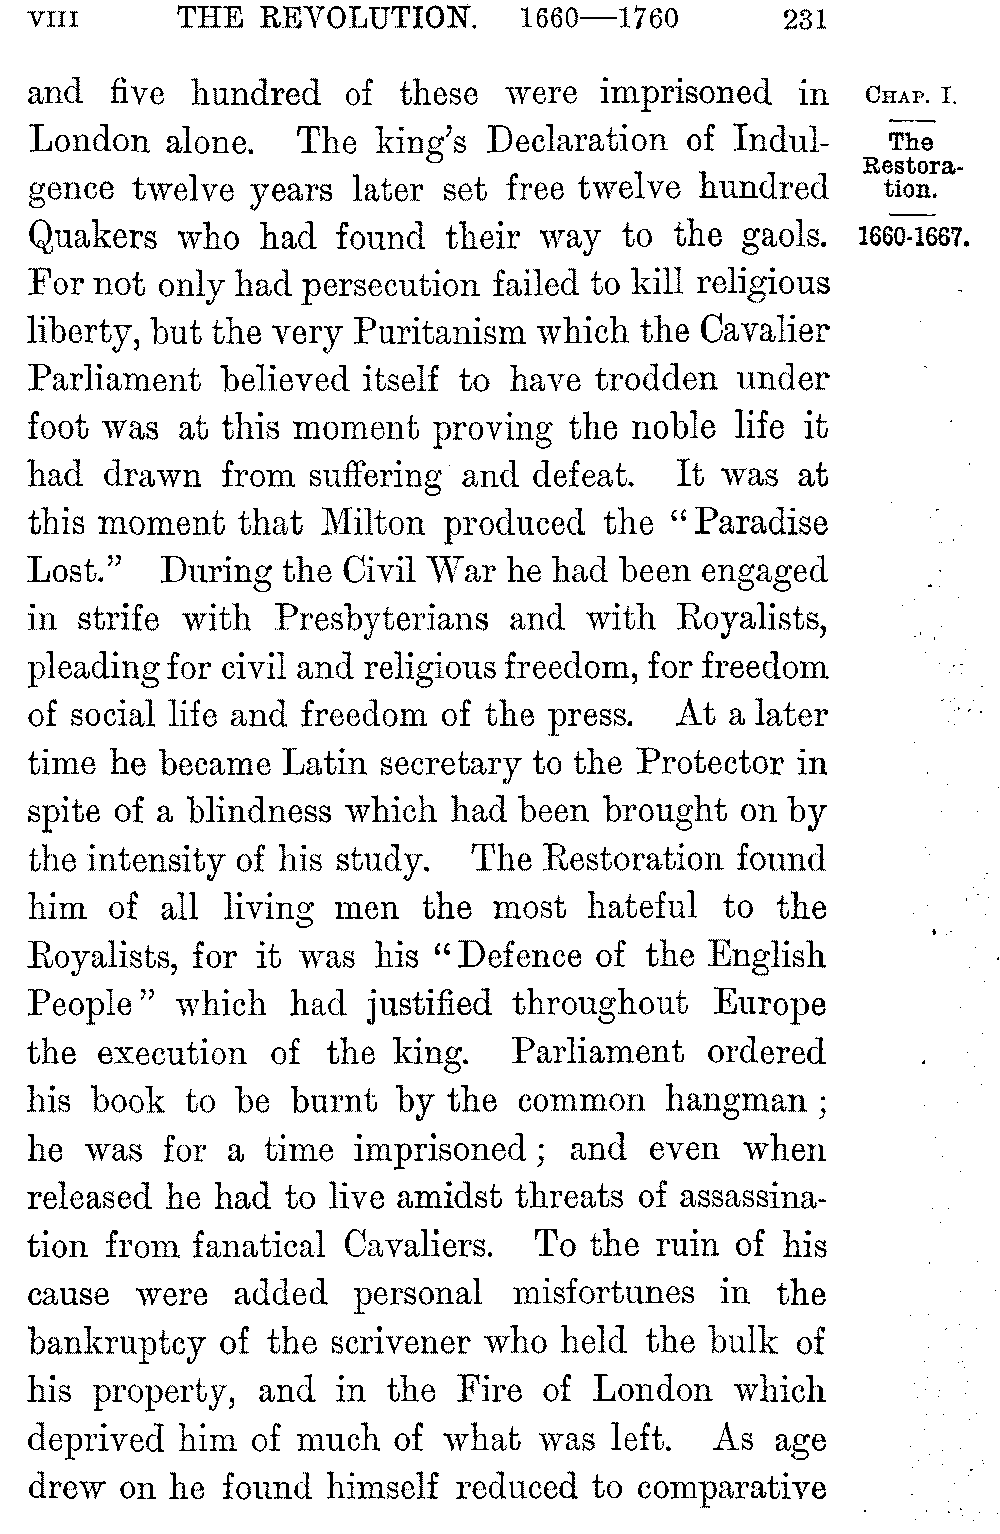 VIII THE REVOLUTION. 1660—1760 231
and five hundred of these were imprisoned in
London alone. The king's Declaration of Indul-
gence twelve years later set free twelve hundred
Quakers who had found their way to the gaols.
For not only had persecution failed to kill religious
liberty, but the very Puritanism which the Cavalier
Parliament believed itself to have trodden under
foot was at this moment proving the noble life it
had drawn from suffering and defeat. It was at
this moment that Milton produced the “Paradise
Lost.” During the Civil War he had been engaged
in strife with Presbyterians and with Royalists,
pleading for civil and religious freedom, for freedom
of social life and freedom of the press. At a later
time he became Latin secretary to the Protector in
spite of a blindness which had been brought on by
the intensity of his study. The Restoration found
him of all living men the most hateful to the
Royalists, for it was his “Defence of the English
People” which had justified throughout Europe
the execution of the king. Parliament ordered
his book to be burnt by the common hangman;
he was for a time imprisoned; and even when
released he had to live amidst threats of assassina-
tion from fanatical Cavaliers. To the ruin of his
cause were added personal misfortunes in the
bankruptcy of the scrivener who held the bulk of
his property, and in the Fire of London which
deprived him of much of what was left. As age
drew on he found himself reduced to comparative
CHAP. I.
The
Restora-
tion.
1660-1667.